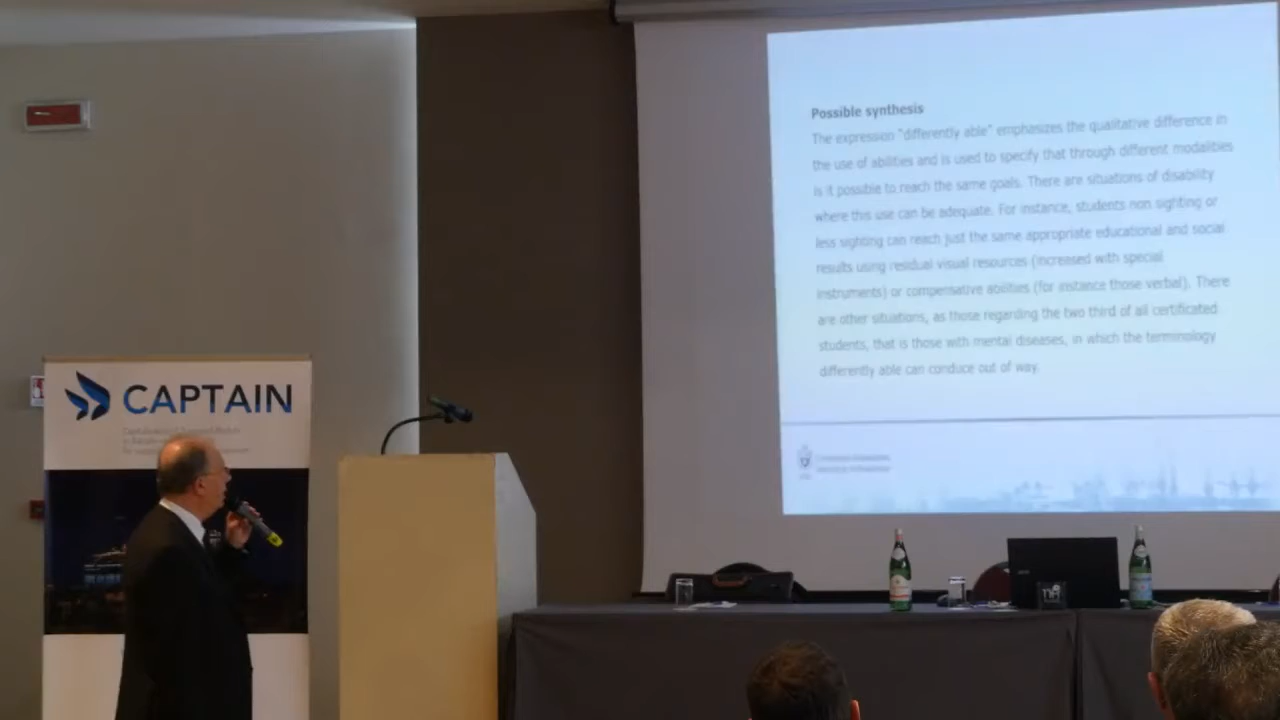 Possible synthesis
The expression "differently able" emphasizes the qualitative difference in
the use of abilities and is used to specify that through different modalities
is it possible to reach the same goals. There are situations of disability
where this use can be adequate. For instance, students non sighting or
less sighting can reach just the same appropriate educational and social
results using residual visual resources (increased with special
instruments) or compensative abilities (for instance those verbal). There
are other situations, as those regarding the two third of all certificated
students, that is those with mental diseases, in which the terminology
differently able can conduce out of way.
CAPTAIN